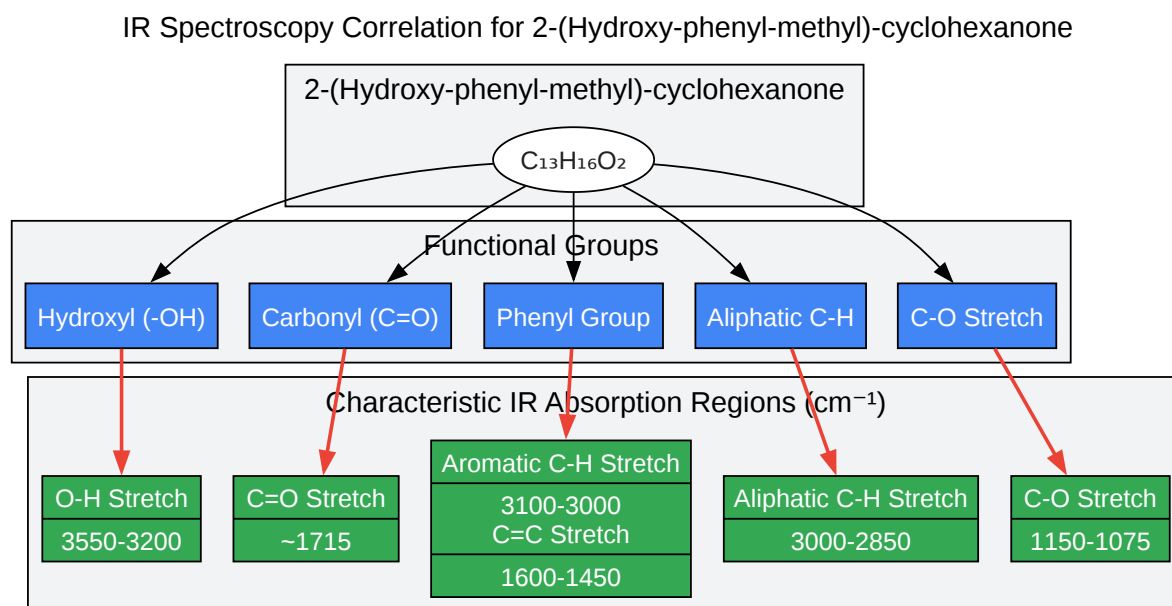 IR Spectroscopy Correlation for 2-(Hydroxy-phenyl-methyl)-cyclohexanone
2-(Hydroxy-phenyl-methyl)-cyclohexanone
C₁₃H₁₆O₂
Functional Groups
Hydroxyl (-OH)
Carbonyl (C=O)
Phenyl Group
Aliphatic C-H
C-O Stretch
Characteristic IR Absorption Regions (cm⁻¹)
O-H Stretch
3550-3200
C=O Stretch
~1715
Aromatic C-H Stretch
3100-3000
C=C Stretch
1600-1450
Aliphatic C-H Stretch
3000-2850
C-O Stretch
1150-1075